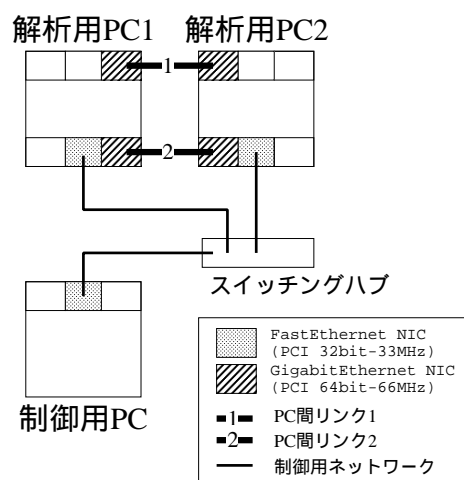 解析用PC1 解析用PC2
1
2
スイッチングハブ
制御用PC
FastEthernet NIC
(PCI 32bit-33MHz)
GigabitEthernet NIC
(PCI 64bit-66MHz)
1 PC間リンク1
2 PC間リンク2
制御用ネットワーク